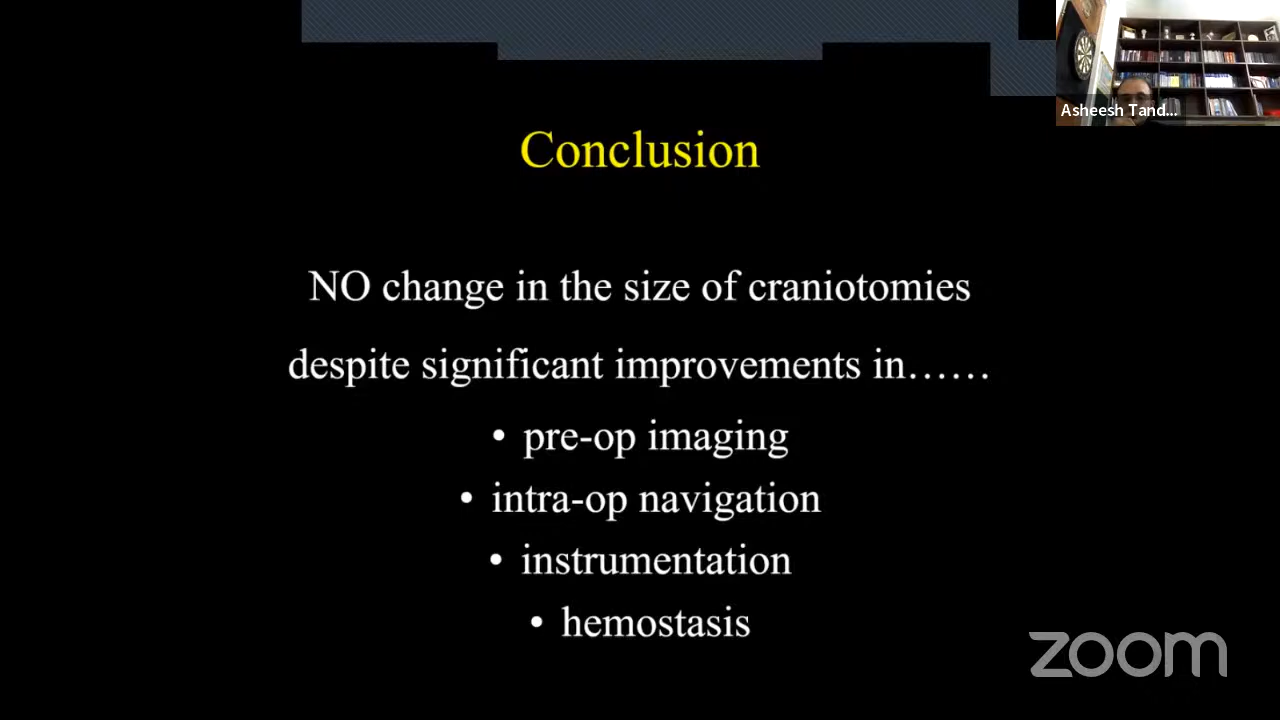 Asheesh Tand...
Conclusion
NO change in the size of craniotomies
despite significant improvements in......
• pre-op imaging
• intra-op navigation
• instrumentation
• hemostasis
zoom